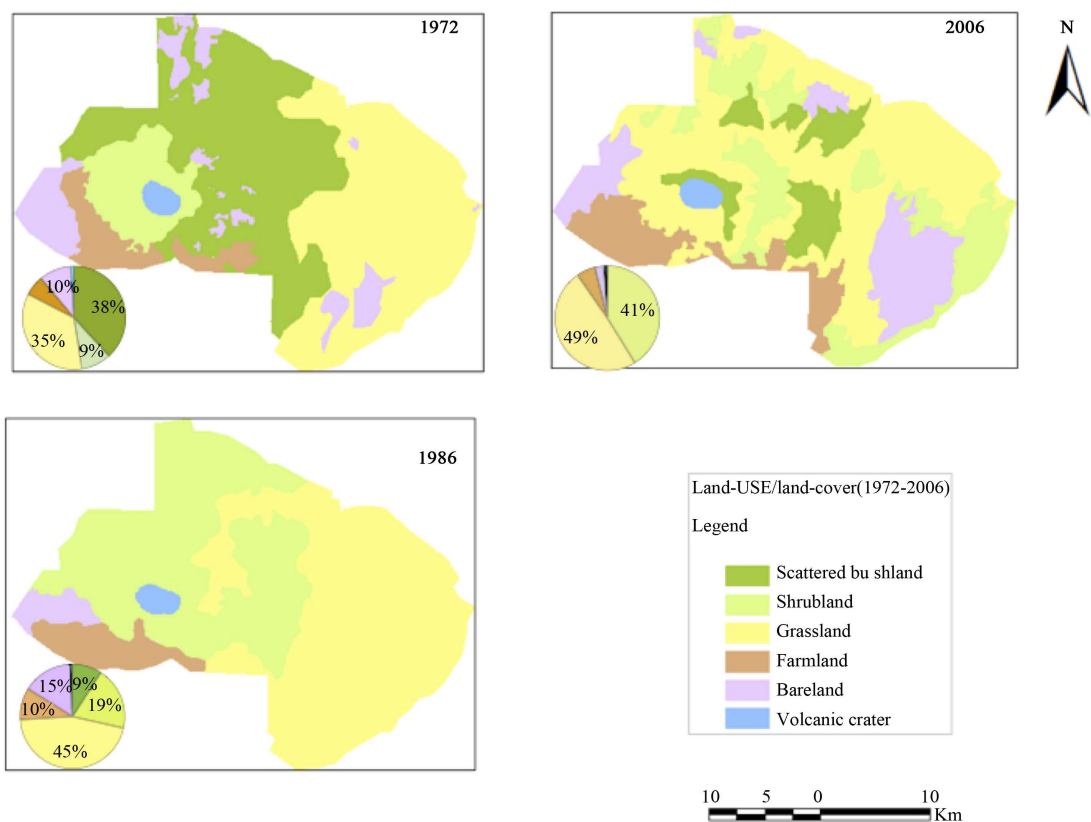 1972
10%
38%
35%
9%
2006
41%
49%
N
1986
15%
9%
19%
10%
45%
Land-USE/land-cover(1972-2006)
Legend
Scattered bu shland
Shrubland
Grassland
Farmland
Bareland
Volcanic crater
10 5 0 10
Km